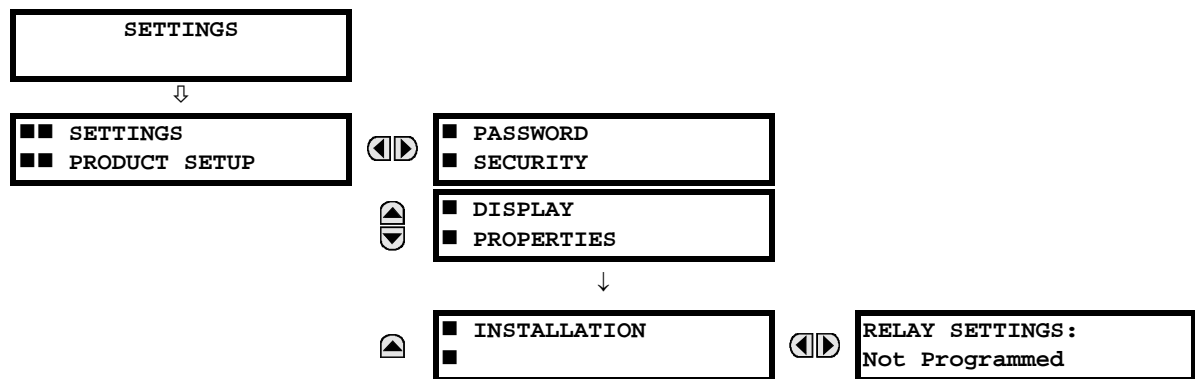 SETTINGS
■■ SETTINGS
■■ PRODUCT SETUP
■ PASSWORD
■ SECURITY
■ DISPLAY
■ PROPERTIES
↓
■ INSTALLATION
■
RELAY SETTINGS:
Not Programmed